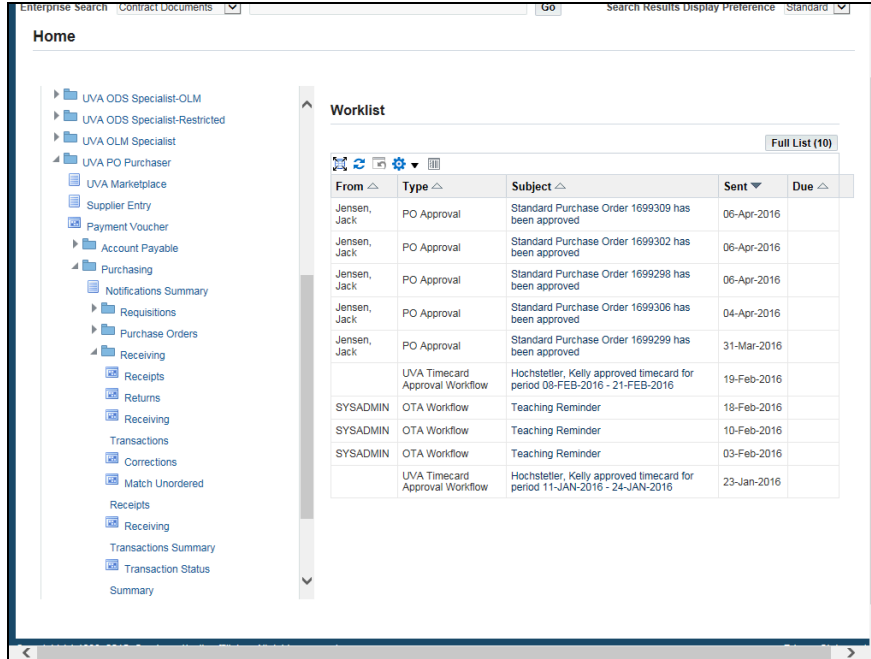 Enterprise Search Contract Documents Go Search Results Display Preference Standard
Home
UVA ODS Specialist-OLM
UVA ODS Specialist-Restricted
UVA OLM Specialist
UVA PO Purchaser
UVA Marketplace
Supplier Entry
Payment Voucher
Account Payable
Purchasing
Notifications Summary
Requisitions
Purchase Orders
Receiving
Receipts
Returns
Receiving
Transactions
Corrections
Match Unordered
Receipts
Receiving
Transactions Summary
Transaction Status
Summary
Worklist
Full List (10)
From Type Subject Sent Due
Jensen, Jack PO Approval Standard Purchase Order 1699309 has been approved 06-Apr-2016
Jensen, Jack PO Approval Standard Purchase Order 1699302 has been approved 06-Apr-2016
Jensen, Jack PO Approval Standard Purchase Order 1699298 has been approved 06-Apr-2016
Jensen, Jack PO Approval Standard Purchase Order 1699306 has been approved 04-Apr-2016
Jensen, Jack PO Approval Standard Purchase Order 1699299 has been approved 31-Mar-2016
UVA Timecard Approval Workflow Hochstetler, Kelly approved timecard for period 08-FEB-2016 - 21-FEB-2016 19-Feb-2016
SYSADMIN OTA Workflow Teaching Reminder 18-Feb-2016
SYSADMIN OTA Workflow Teaching Reminder 10-Feb-2016
SYSADMIN OTA Workflow Teaching Reminder 03-Feb-2016
UVA Timecard Approval Workflow Hochstetler, Kelly approved timecard for period 11-JAN-2016 - 24-JAN-2016 23-Jan-2016